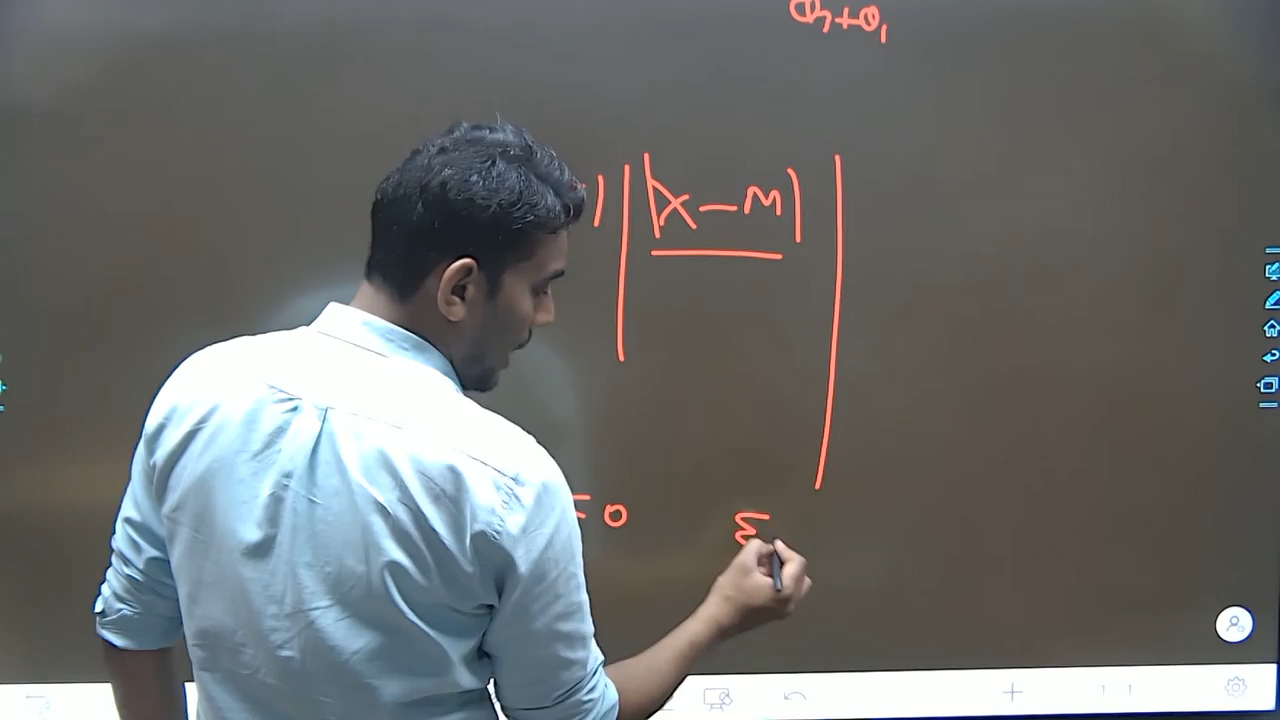 Q₃+Q₁
|X-M|
= 0 Σ